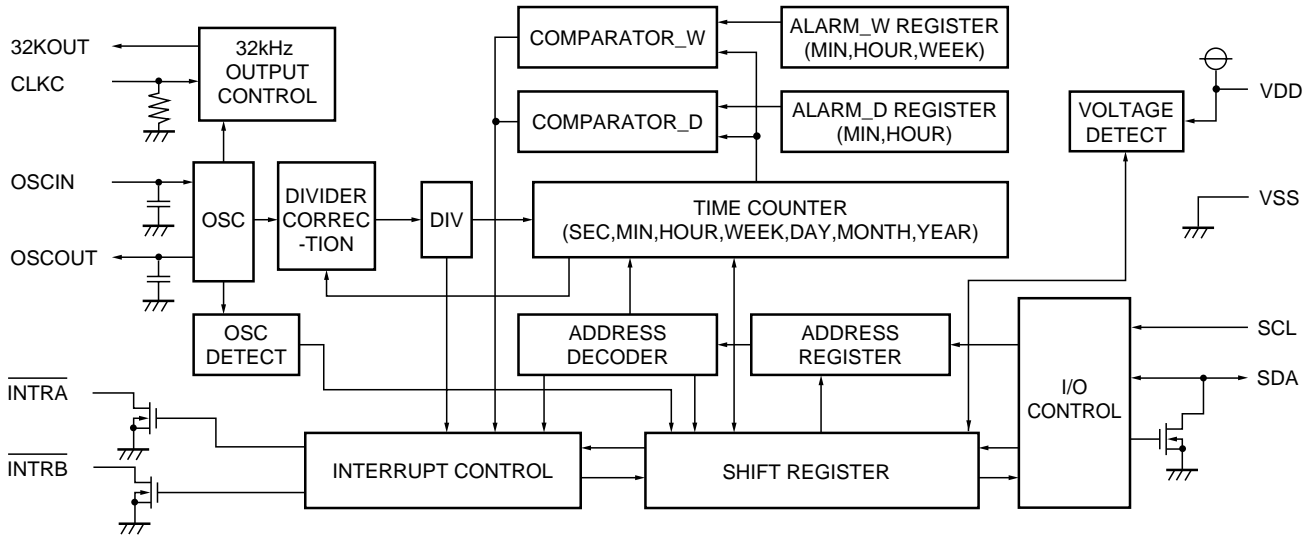 32KOUT
CLKC
32kHz
OUTPUT
CONTROL
COMPARATOR_W
ALARM_W REGISTER
(MIN,HOUR,WEEK)
COMPARATOR_D
ALARM_D REGISTER
(MIN,HOUR)
VOLTAGE
DETECT
VDD
VSS
OSCIN
OSCOUT
OSC
DIVIDER
CORREC
-TION
DIV
TIME COUNTER
(SEC,MIN,HOUR,WEEK,DAY,MONTH,YEAR)
OSC
DETECT
ADDRESS
DECODER
ADDRESS
REGISTER
I/O
CONTROL
SCL
SDA
INTRA
INTRB
INTERRUPT CONTROL
SHIFT REGISTER